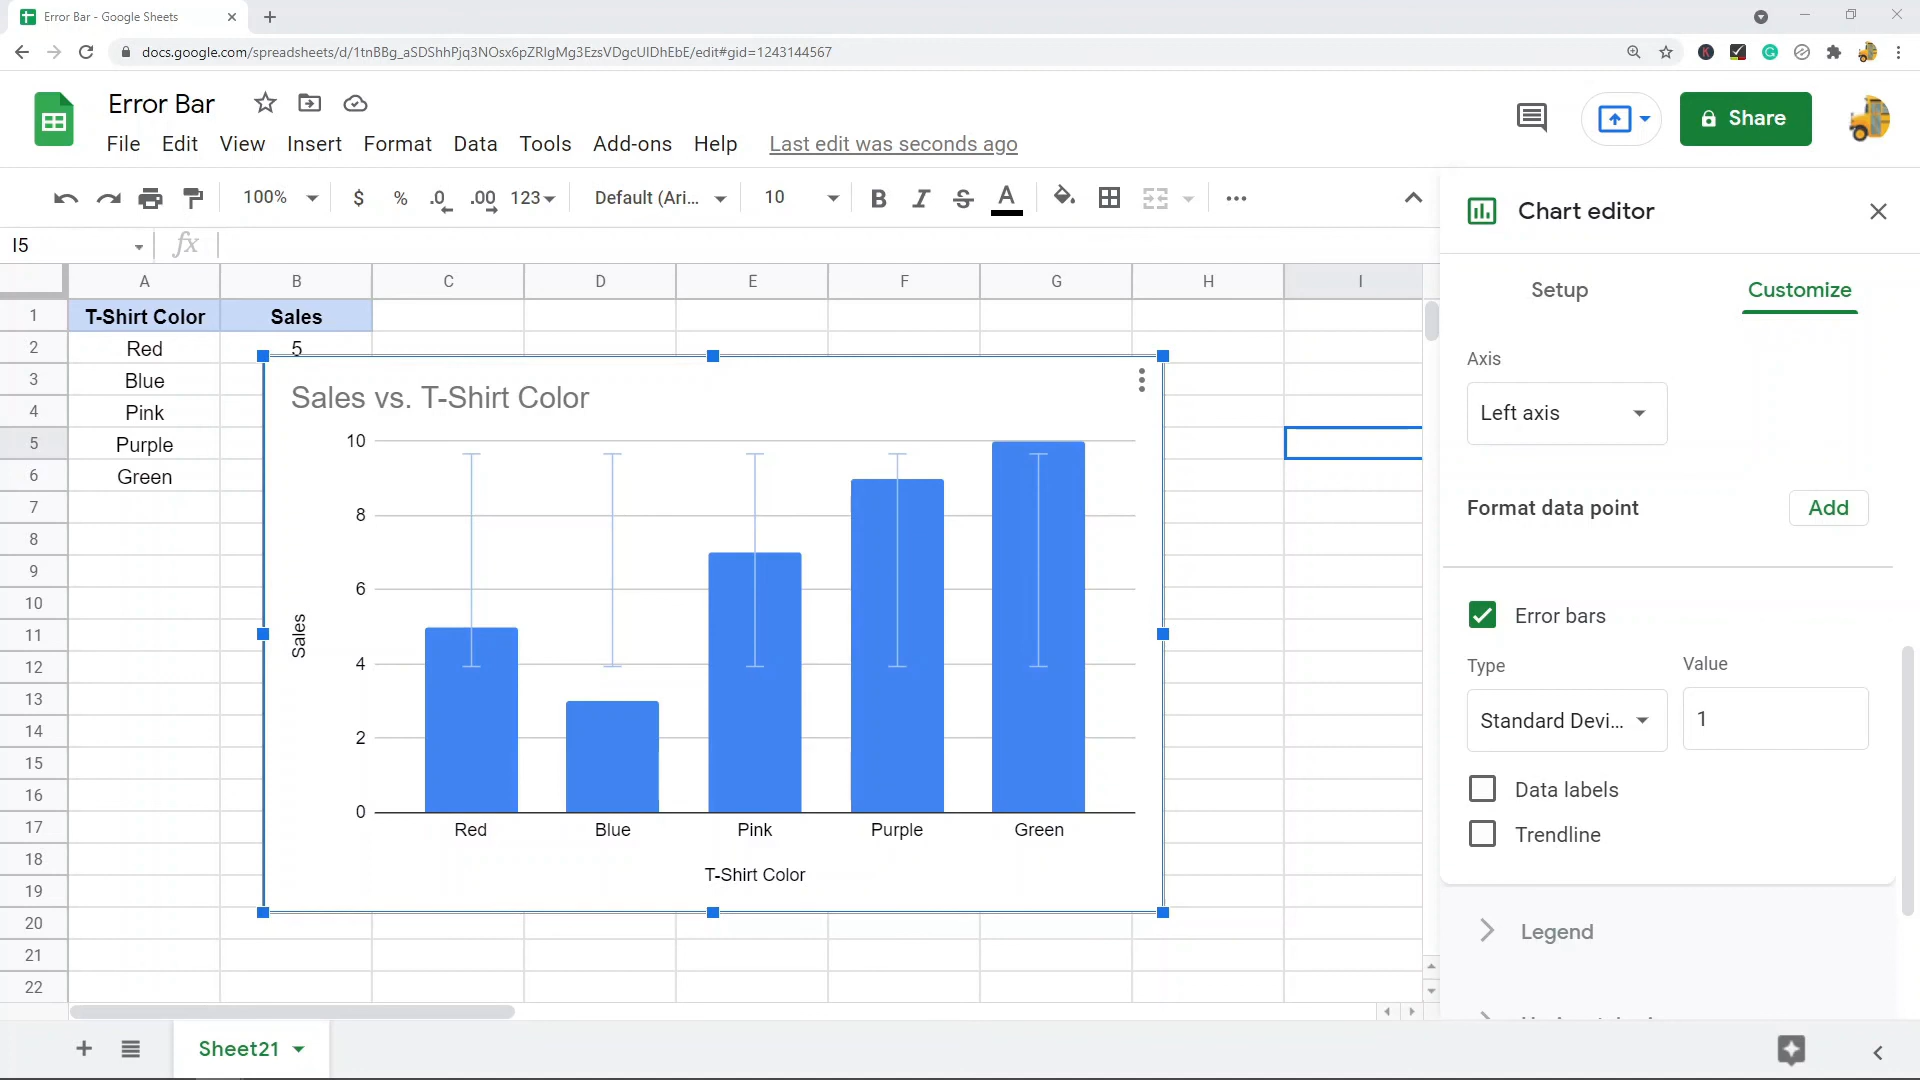 Error Bar - Google Sheets
docs.google.com/spreadsheets/d/1tnBBg_aSDShhPjq3NOsx6pZRIgMg3EzsVDgcUIDhEbE/edit#gid=1243144567
Error Bar
File Edit View Insert Format Data Tools Add-ons Help Last edit was seconds ago
Share
100% $ % .0 .00 123 Default (Ari... 10 B I S A
I5 fx
A B C D E F G H I
1 T-Shirt Color Sales
2 Red 5
3 Blue
4 Pink
5 Purple
6 Green
7
8
9
10
11
12
13
14
15
16
17
18
19
20
21
22
Sales vs. T-Shirt Color
10
8
6
4
2
0
Sales
Red Blue Pink Purple Green
T-Shirt Color
Chart editor
Setup Customize
Axis
Left axis
Format data point Add
Error bars
Type Value
Standard Devi... 1
Data labels
Trendline
Legend
Sheet21